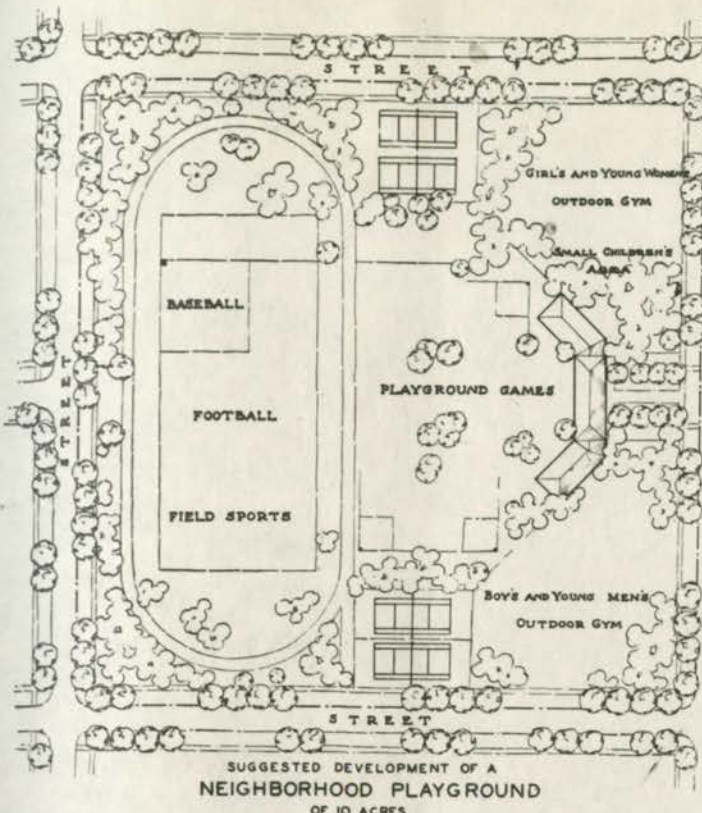 STREET
GIRL'S AND YOUNG WOMEN'S
OUTDOOR GYM
SMALL CHILDREN'S
AREA
BASEBALL
STREET
FOOTBALL
PLAYGROUND GAMES
FIELD SPORTS
BOY'S AND YOUNG MEN'S
OUTDOOR GYM
STREET
SUGGESTED DEVELOPMENT OF A
NEIGHBORHOOD PLAYGROUND
OF 10 ACRES